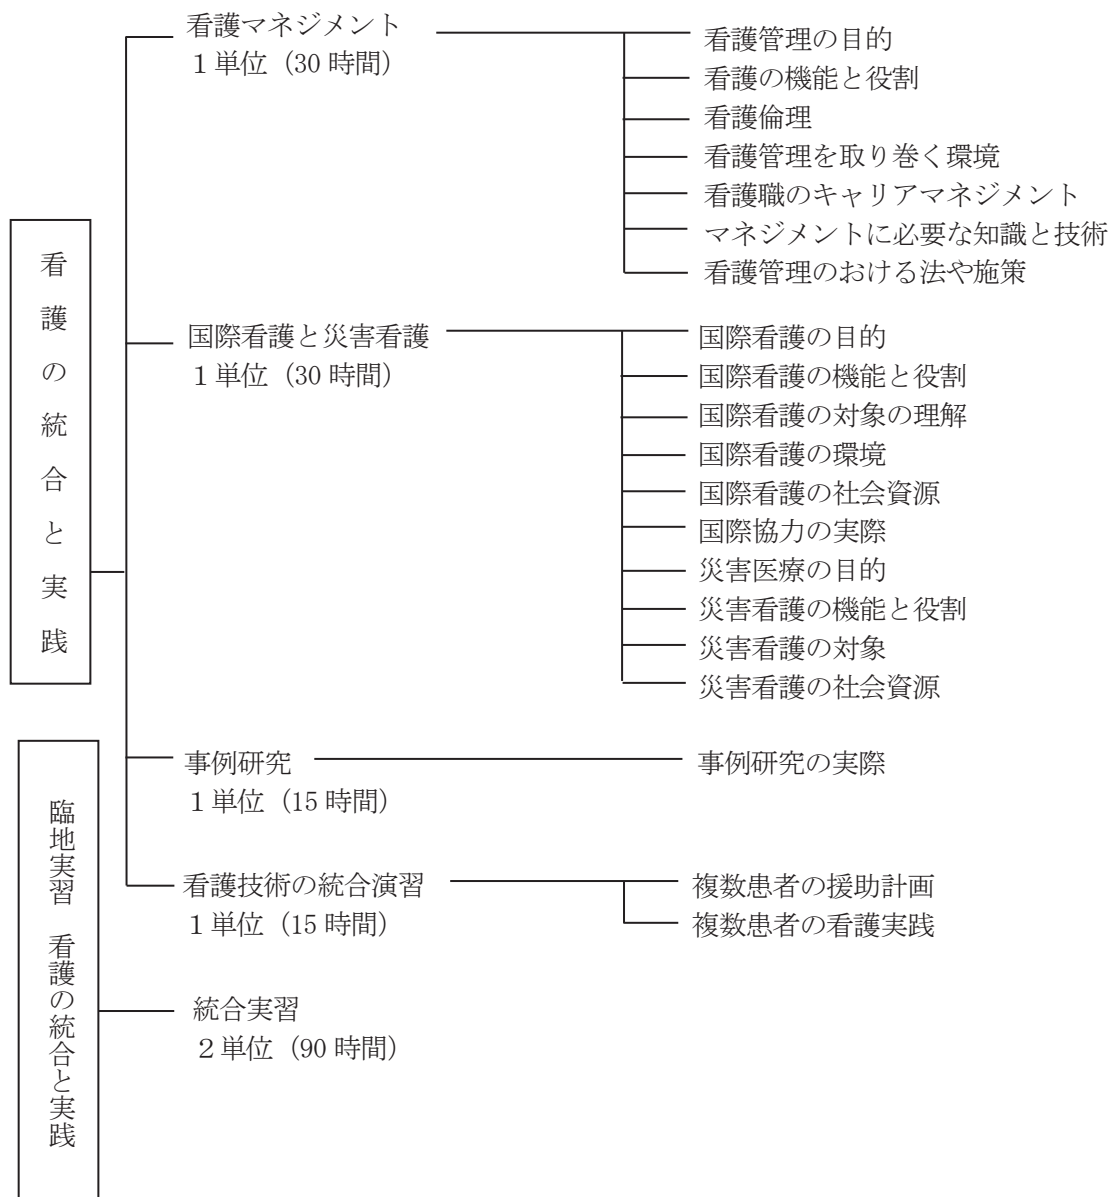 看護の統合と実践
看護マネジメント
１単位（30 時間）
看護管理の目的
看護の機能と役割
看護倫理
看護管理を取り巻く環境
看護職のキャリアマネジメント
マネジメントに必要な知識と技術
看護管理のおける法や施策
国際看護と災害看護
１単位（30 時間）
国際看護の目的
国際看護の機能と役割
国際看護の対象の理解
国際看護の環境
国際看護の社会資源
国際協力の実際
災害医療の目的
災害看護の機能と役割
災害看護の対象
災害看護の社会資源
事例研究
１単位（15 時間）
事例研究の実際
看護技術の統合演習
１単位（15 時間）
複数患者の援助計画
複数患者の看護実践
臨地実習　看護の統合と実践
統合実習
２単位（90 時間）